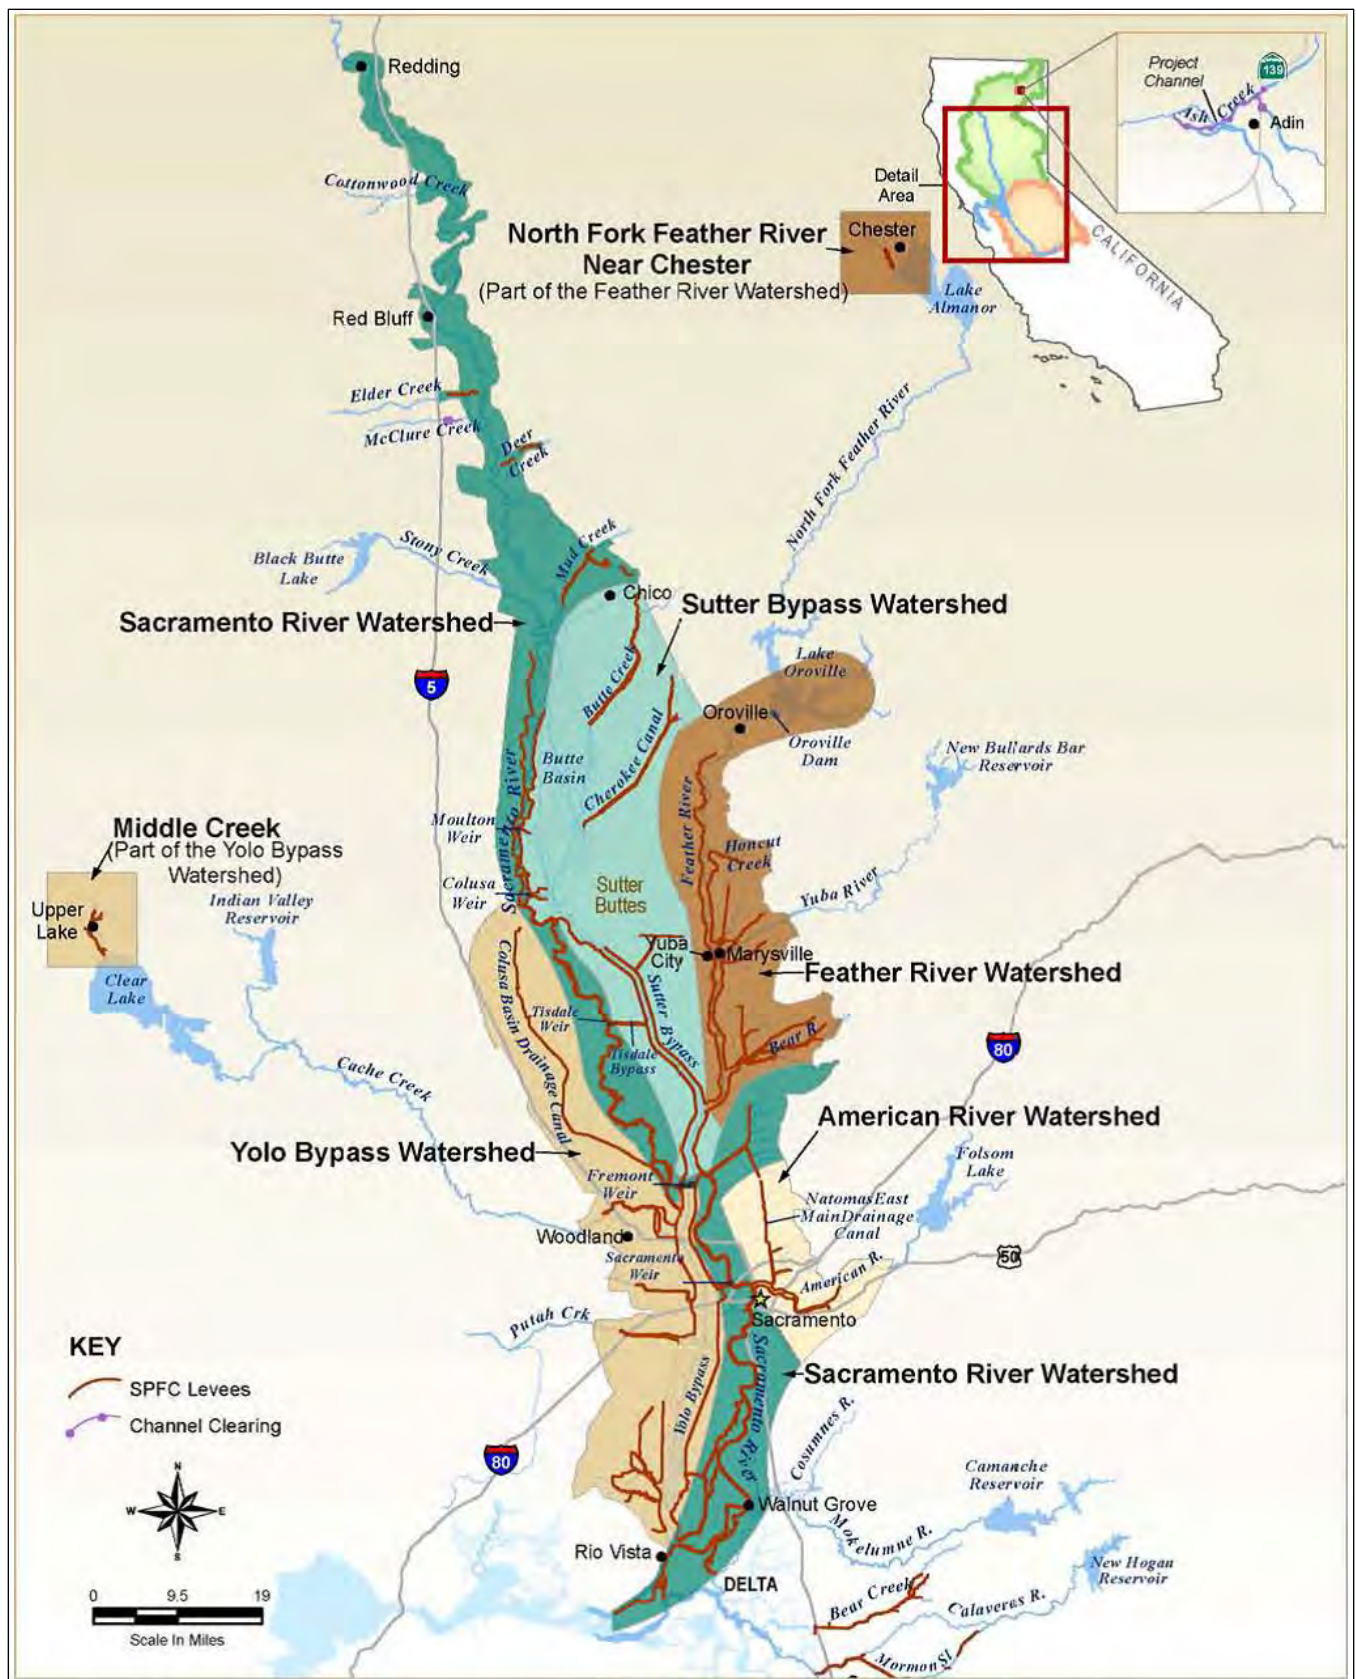 Redding
Project
Channel
139
Ash Creek
Adin
Cottonwood Creek
Detail
Area
CALIFORNIA
North Fork Feather River
Near Chester
(Part of the Feather River Watershed)
Chester
Lake
Almanor
Red Bluff
Elder Creek
McClure Creek
Deer
Creek
North Fork Feather River
Mud Creek
Stony Creek
Black Butte
Lake
Chico
Sutter Bypass Watershed
Sacramento River Watershed
Lake
Oroville
5
Butte Creek
Oroville
Oroville
Dam
Cherokee Canal
New Bullards Bar
Reservoir
Butte
Basin
Sacramento River
Feather River
Moulton
Weir
Honcut
Creek
Middle Creek
(Part of the Yolo Bypass
Watershed)
Colusa
Weir
Sutter
Buttes
Yuba River
Indian Valley
Reservoir
Upper
Lake
Yuba
City
Marysville
Feather River Watershed
Clear
Lake
Colusa Basin Drainage Canal
Sutter Bypass
Tisdale
Weir
Tisdale
Bypass
Bear R.
80
Cache Creek
American River Watershed
Yolo Bypass Watershed
Folsom
Lake
Fremont
Weir
Natomas East
Main Drainage
Canal
Woodland
Sacramento
Weir
American R.
50
Putah Crk
Sacramento
KEY
SPFC Levees
Channel Clearing
Yolo Bypass
Sacramento River
Sacramento River Watershed
Cosumnes R.
80
Camanche
Reservoir
N
W E
S
Walnut Grove
Mokelumne R.
Rio Vista
New Hogan
Reservoir
DELTA
Bear Creek
Calaveras R.
0 9.5 19
Scale In Miles
Mormon Sl